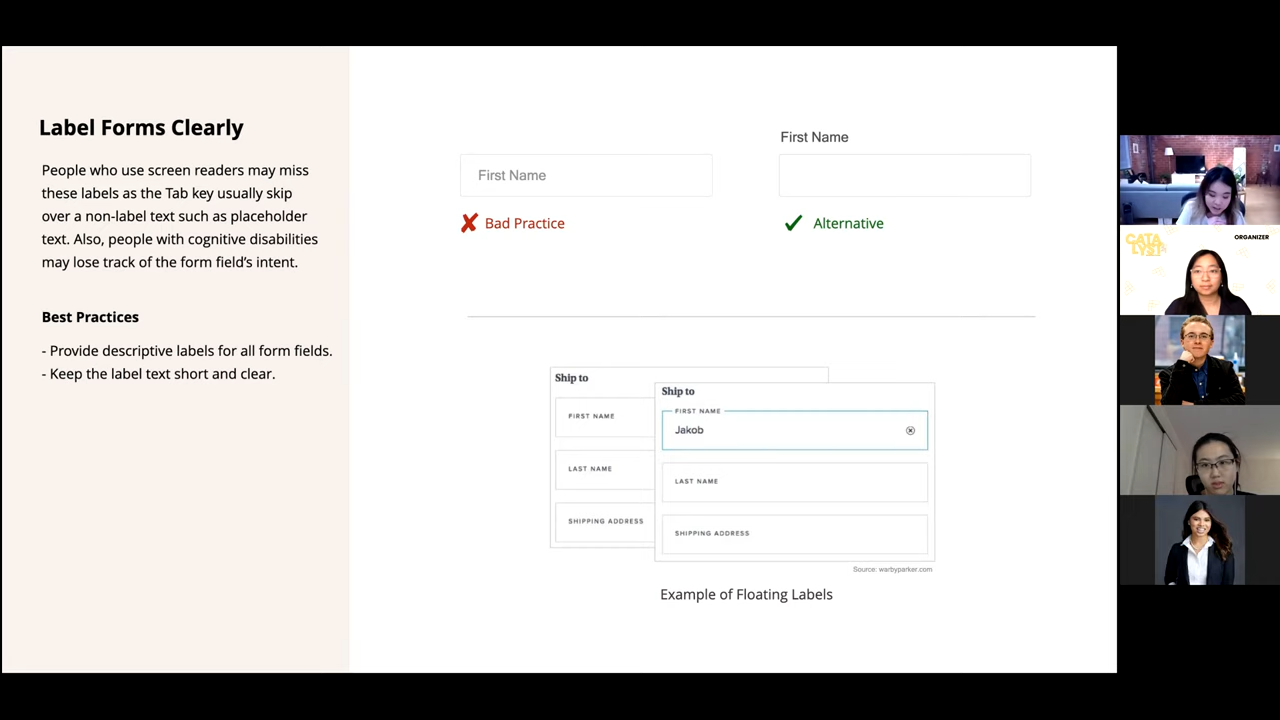 Label Forms Clearly
People who use screen readers may miss
these labels as the Tab key usually skip
over a non-label text such as placeholder
text. Also, people with cognitive disabilities
may lose track of the form field's intent.
Best Practices
- Provide descriptive labels for all form fields.
- Keep the label text short and clear.
First Name
✗ Bad Practice
First Name
✓ Alternative
Ship to
FIRST NAME
LAST NAME
SHIPPING ADDRESS
Ship to
FIRST NAME
Jakob
LAST NAME
SHIPPING ADDRESS
Source: warbyparker.com
Example of Floating Labels
CATA
LYST
ORGANIZER